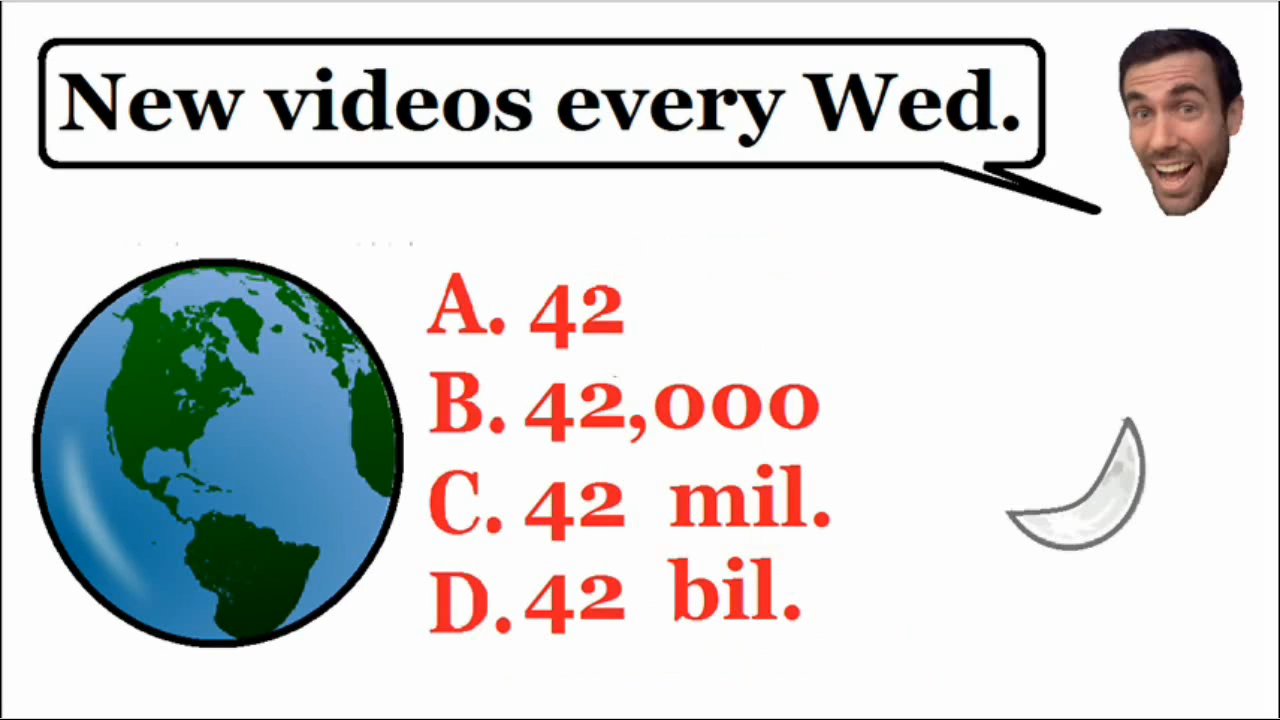 New videos every Wed.
A. 42
B. 42,000
C. 42 mil.
D. 42 bil.